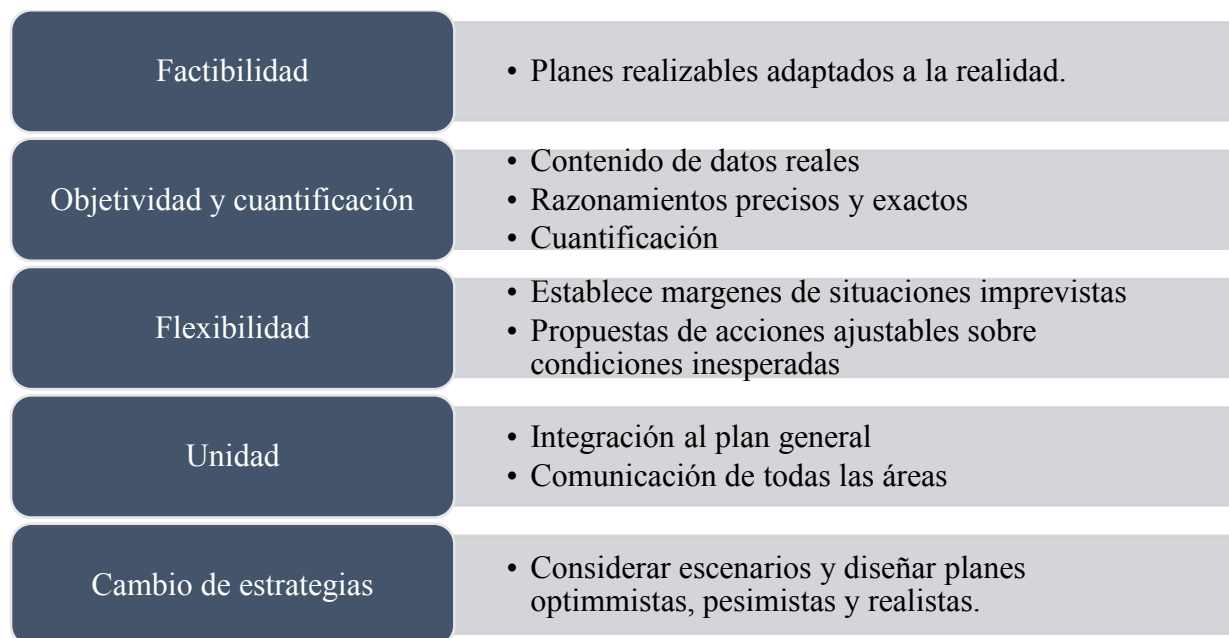 Factibilidad
• Planes realizables adaptados a la realidad.
Objetividad y cuantificación
• Contenido de datos reales
• Razonamientos precisos y exactos
• Cuantificación
Flexibilidad
• Establece margenes de situaciones imprevistas
• Propuestas de acciones ajustables sobre
condiciones inesperadas
Unidad
• Integración al plan general
• Comunicación de todas las áreas
Cambio de estrategias
• Considerar escenarios y diseñar planes
optimmistas, pesimistas y realistas.